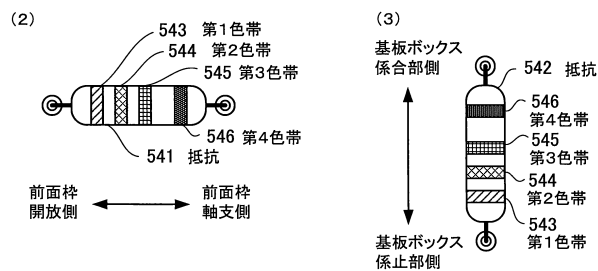 (2)
543 第1色帯
544 第2色帯
545 第3色帯
546 第4色帯
541 抵抗
前面枠
開放側
前面枠
軸支側
(3)
基板ボックス
係合部側
542 抵抗
546
第4色帯
545
第3色帯
544
第2色帯
543
第1色帯
基板ボックス
係止部側